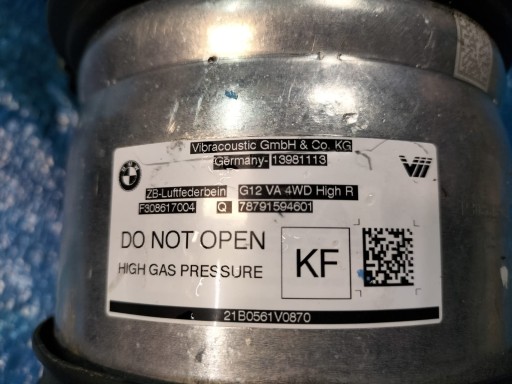 Vibracoustic GmbH & Co. KG
Germany- 13981113
ZB-Luftfederbein G12 VA 4WD High R
F308617004 Q 78791594601
DO NOT OPEN
HIGH GAS PRESSURE
KF
21B0561V0870